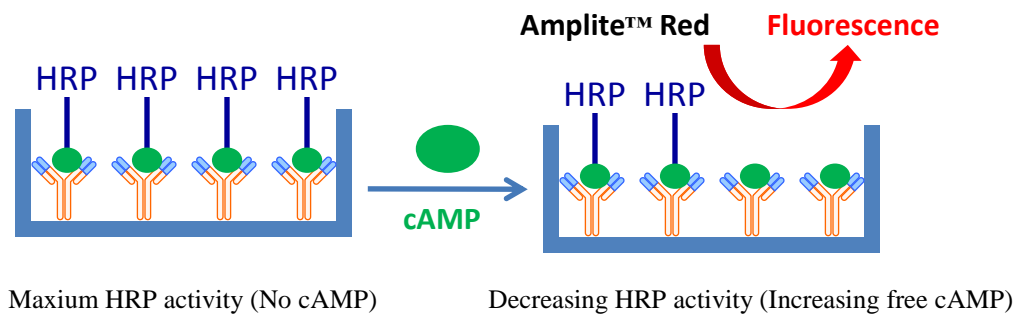 Amplite™ Red Fluorescence
HRP HRP HRP HRP
HRP HRP
cAMP
Maxium HRP activity (No cAMP)
Decreasing HRP activity (Increasing free cAMP)